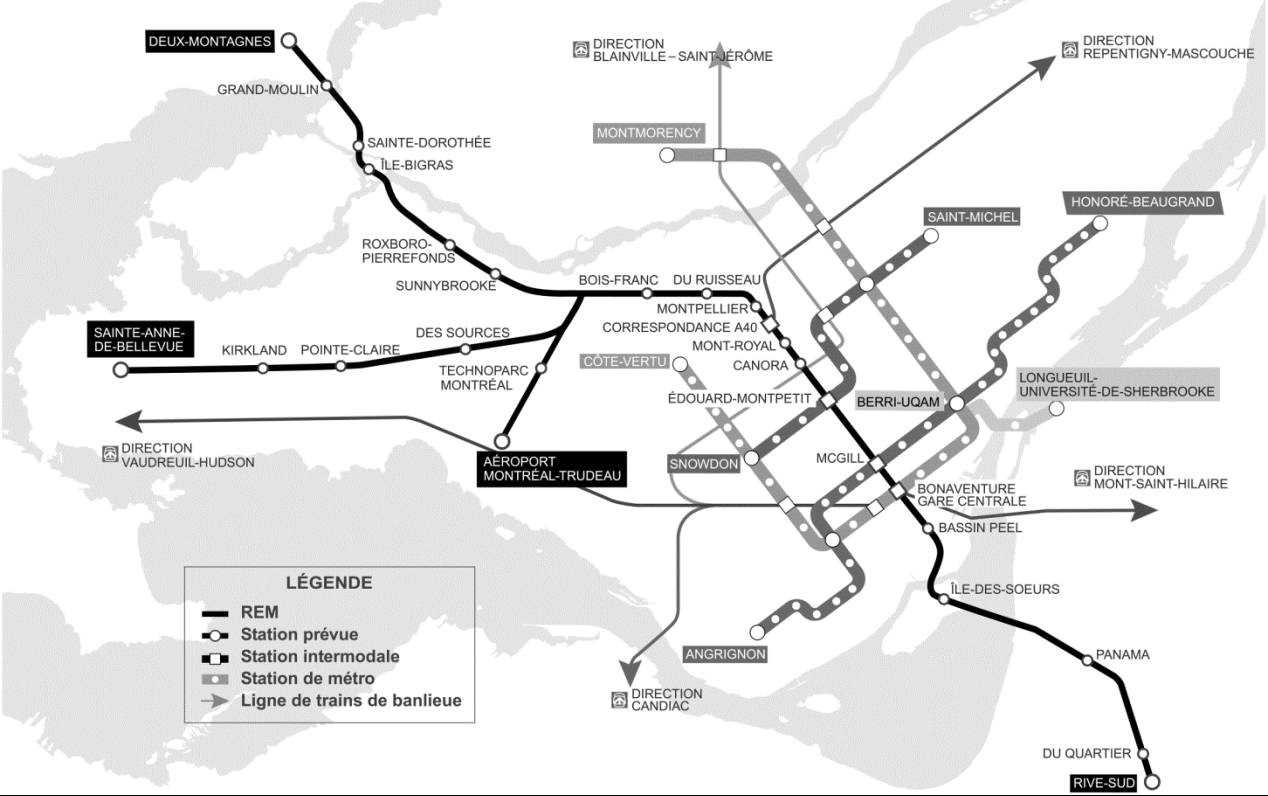 DEUX-MONTAGNES
GRAND-MOULIN
SAINTE-DOROTHÉE
ÎLE-BIGRAS
ROXBORO-
PIERREFONDS
SUNNYBROOKE
BOIS-FRANC
DU RUISSEAU
MONTPELLIER
CORRESPONDANCE A40
MONT-ROYAL
CANORA
ÉDOUARD-MONTPETIT
MCGILL
BONAVENTURE
GARE CENTRALE
BASSIN PEEL
ÎLE-DES-SOEURS
PANAMA
DU QUARTIER
RIVE-SUD
SAINTE-ANNE-
DE-BELLEVUE
KIRKLAND
POINTE-CLAIRE
DES SOURCES
TECHNOPARC
MONTRÉAL
AÉROPORT
MONTRÉAL-TRUDEAU
DIRECTION
VAUDREUIL-HUDSON
DIRECTION
BLAINVILLE – SAINT-JÉRÔME
DIRECTION
REPENTIGNY-MASCOUCHE
MONTMORENCY
SAINT-MICHEL
HONORÉ-BEAUGRAND
CÔTE-VERTU
BERRI-UQAM
LONGUEUIL-
UNIVERSITÉ-DE-SHERBROOKE
SNOWDON
DIRECTION
MONT-SAINT-HILAIRE
ANGRIGNON
DIRECTION
CANDIAC
LÉGENDE
REM
Station prévue
Station intermodale
Station de métro
Ligne de trains de banlieue